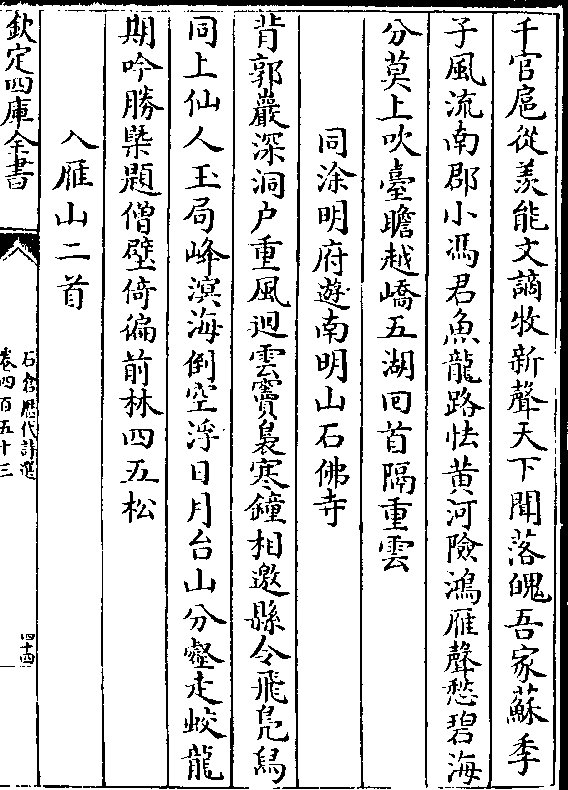 千官扈從羨能文謫牧新聲天下聞落魄吾家蘇季
子風流南郡小馮君魚龍路怯黄河險鴻雁聲愁碧海
分莫上吹臺瞻越嶠五湖囘首隔重雲
同涂明府遊南明山石佛寺
背郭巖深洞户重風迴雲竇裊寒鐘相邀縣令飛鳬舄
同上仙人玉局峰溟海倒空浮日月台山分壑走蛟龍
期吟勝槩題僧壁倚徧前林四五松
入雁山二首
欽定四庫全書
石倉歷代詩選
卷四百五十三
四十四